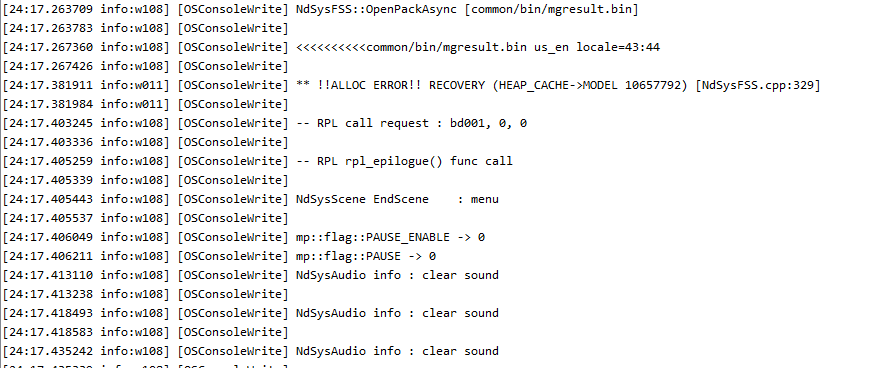 [24:17.263709 info:w108] [OSConsoleWrite] NdSysFSS::OpenPackAsync [common/bin/mgresult.bin]
[24:17.263783 info:w108] [OSConsoleWrite]
[24:17.267360 info:w108] [OSConsoleWrite] <<<<<<<<<<common/bin/mgresult.bin us_en locale=43:44
[24:17.267426 info:w108] [OSConsoleWrite]
[24:17.381911 info:w011] [OSConsoleWrite] ** !!ALLOC ERROR!! RECOVERY (HEAP_CACHE->MODEL 10657792) [NdSysFSS.cpp:329]
[24:17.381984 info:w011] [OSConsoleWrite]
[24:17.403245 info:w108] [OSConsoleWrite] -- RPL call request : bd001, 0, 0
[24:17.403336 info:w108] [OSConsoleWrite]
[24:17.405259 info:w108] [OSConsoleWrite] -- RPL rpl_epilogue() func call
[24:17.405339 info:w108] [OSConsoleWrite]
[24:17.405443 info:w108] [OSConsoleWrite] NdSysScene EndScene    : menu
[24:17.405537 info:w108] [OSConsoleWrite]
[24:17.406049 info:w108] [OSConsoleWrite] mp::flag::PAUSE_ENABLE -> 0
[24:17.406211 info:w108] [OSConsoleWrite] mp::flag::PAUSE -> 0
[24:17.413110 info:w108] [OSConsoleWrite] NdSysAudio info : clear sound
[24:17.413238 info:w108] [OSConsoleWrite]
[24:17.418493 info:w108] [OSConsoleWrite] NdSysAudio info : clear sound
[24:17.418583 info:w108] [OSConsoleWrite]
[24:17.435242 info:w108] [OSConsoleWrite] NdSysAudio info : clear sound